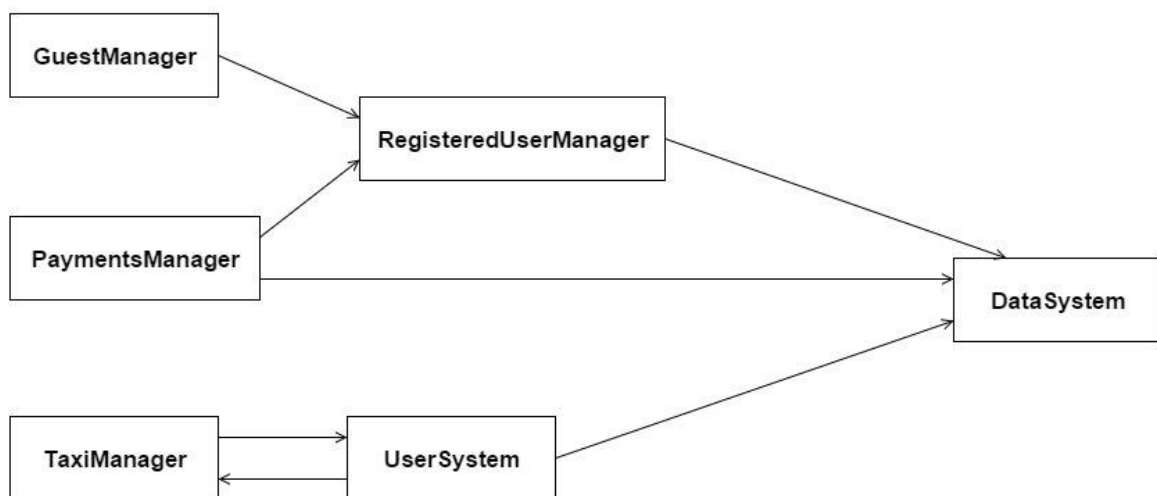 GuestManager
RegisteredUserManager
PaymentsManager
DataSystem
TaxiManager
UserSystem